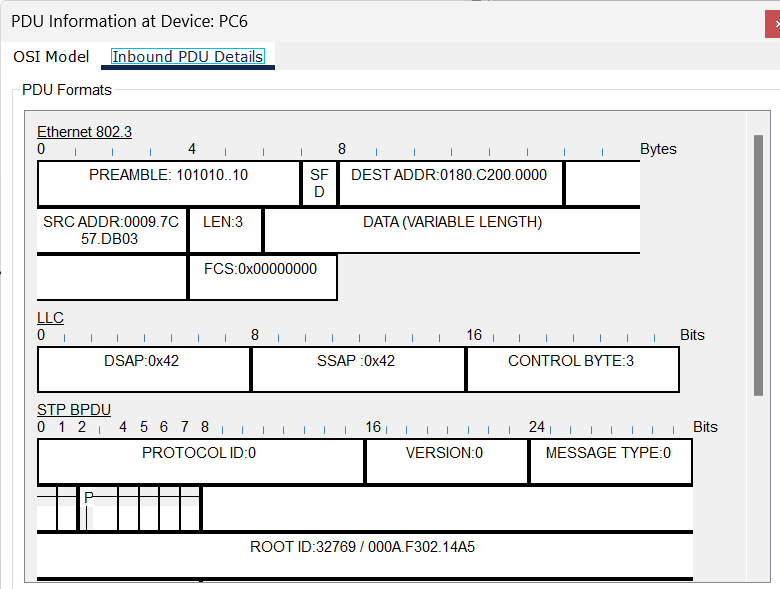 PDU Information at Device: PC6
OSI Model Inbound PDU Details
PDU Formats
Ethernet 802.3
0 4 8 Bytes
PREAMBLE: 101010..10 SF DEST ADDR:0180.C200.0000
D
SRC ADDR:0009.7C LEN:3 DATA (VARIABLE LENGTH)
57.DB03
FCS:0x00000000
LLC
0 8 16 Bits
DSAP:0x42 SSAP :0x42 CONTROL BYTE:3
STP BPDU
0 1 2 4 5 6 7 8 16 24 Bits
PROTOCOL ID:0 VERSION:0 MESSAGE TYPE:0
P
ROOT ID:32769 / 000A.F302.14A5